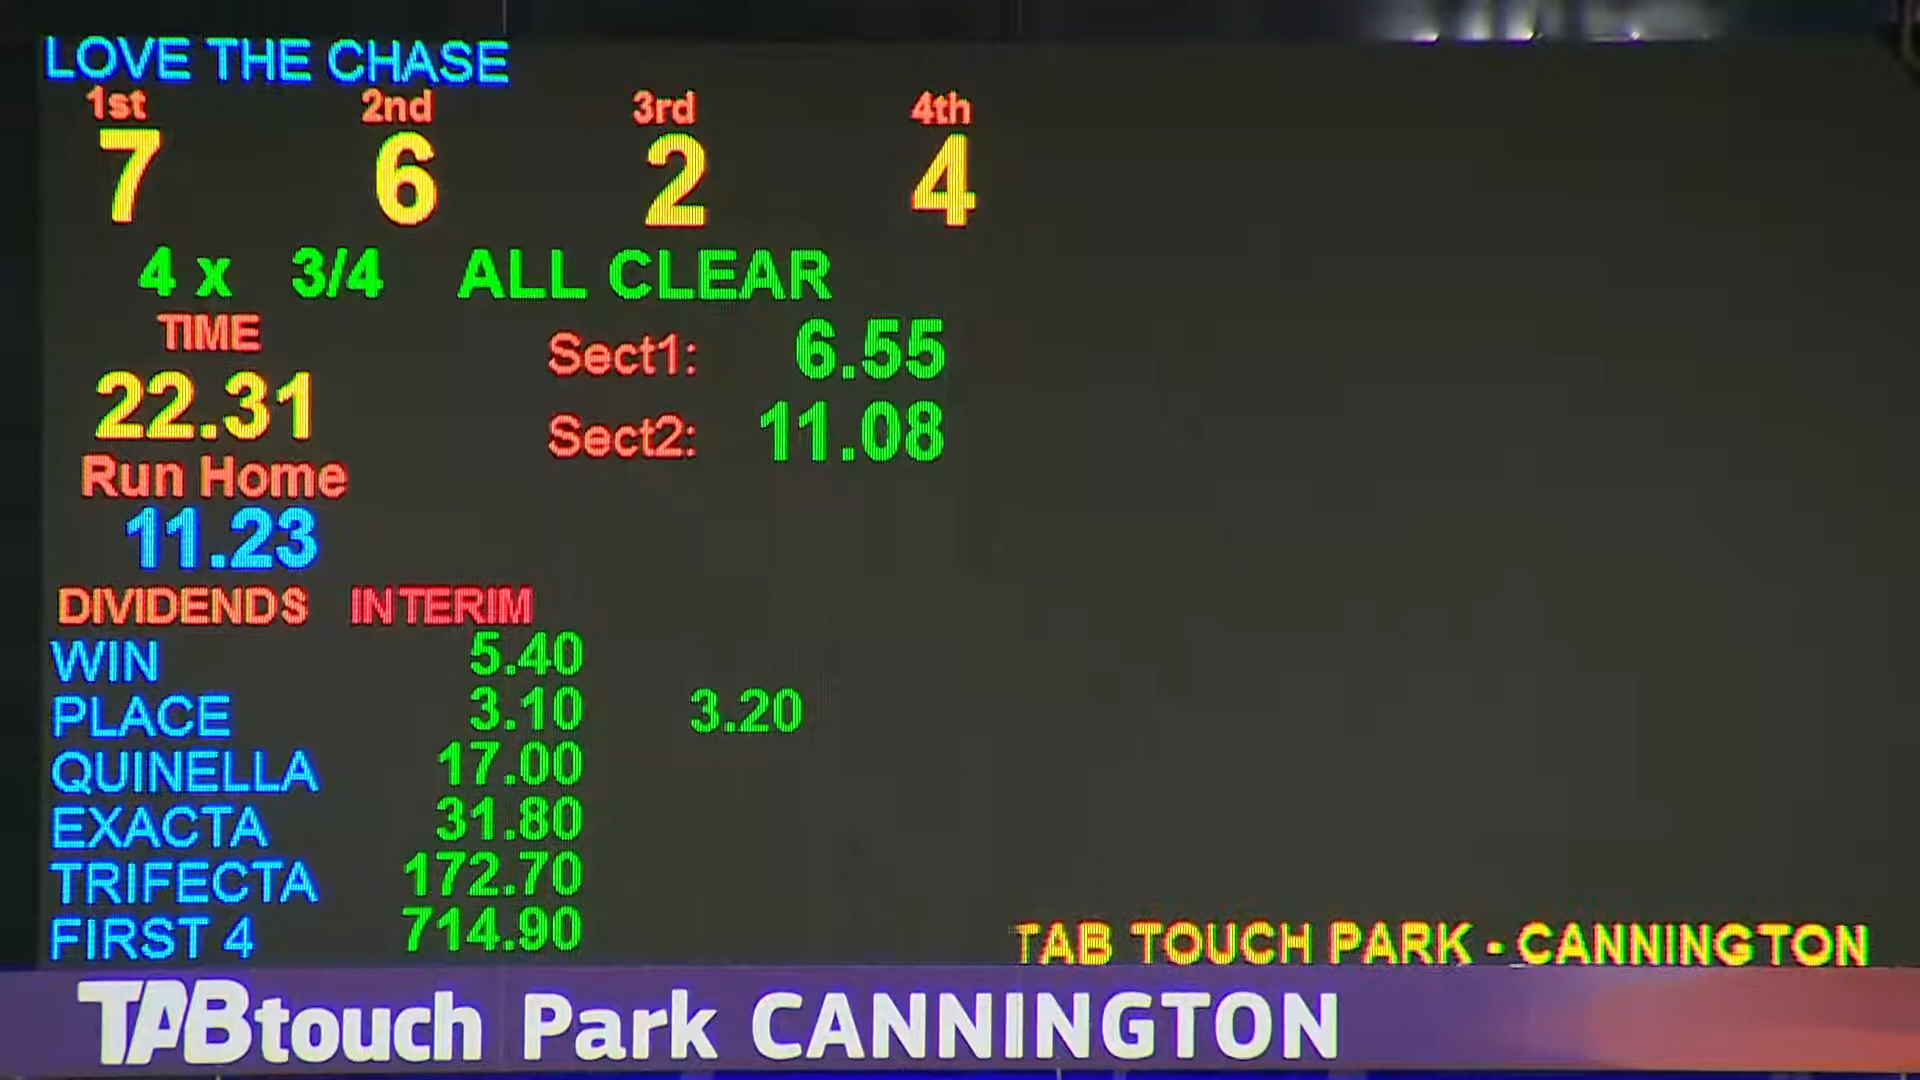 LOVE THE CHASE
1st 2nd 3rd 4th
7 6 2 4
4 x 3/4 ALL CLEAR
TIME
22.31
Sect1: 6.55
Sect2: 11.08
Run Home
11.23
DIVIDENDS INTERIM
WIN 5.40
PLACE 3.10 3.20
QUINELLA 17.00
EXACTA 31.80
TRIFECTA 172.70
FIRST 4 714.90
TAB TOUCH PARK - CANNINGTON
TABtouch Park CANNINGTON